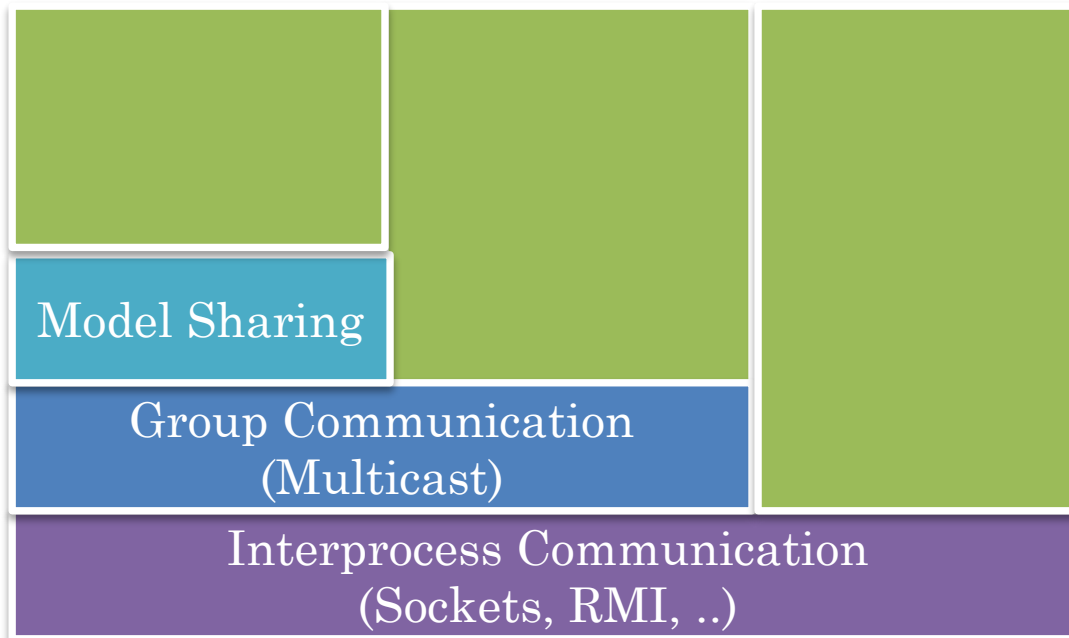 Model Sharing
Group Communication
(Multicast)
Interprocess Communication
(Sockets, RMI, ..)